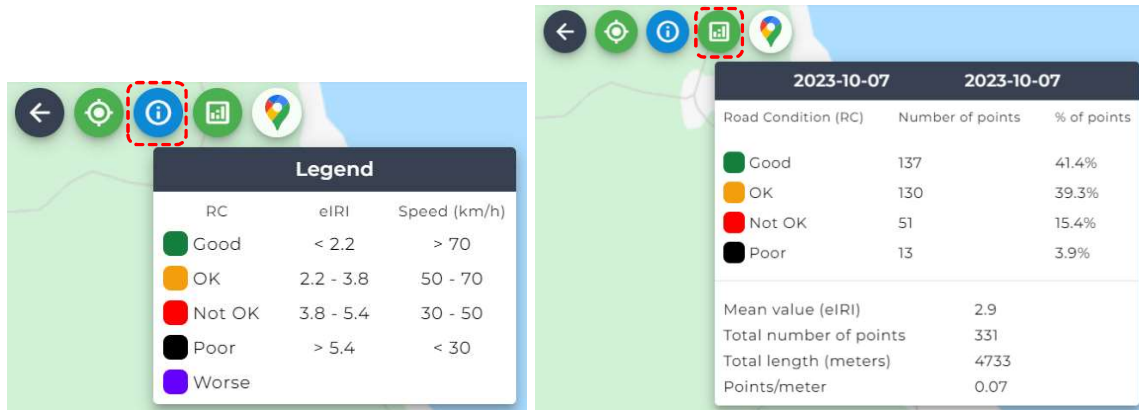 Legend
RC eIRI Speed (km/h)
Good < 2.2 > 70
OK 2.2 - 3.8 50 - 70
Not OK 3.8 - 5.4 30 - 50
Poor > 5.4 < 30
Worse
2023-10-07 2023-10-07
Road Condition (RC) Number of points % of points
Good 137 41.4%
OK 130 39.3%
Not OK 51 15.4%
Poor 13 3.9%
Mean value (eIRI) 2.9
Total number of points 331
Total length (meters) 4733
Points/meter 0.07